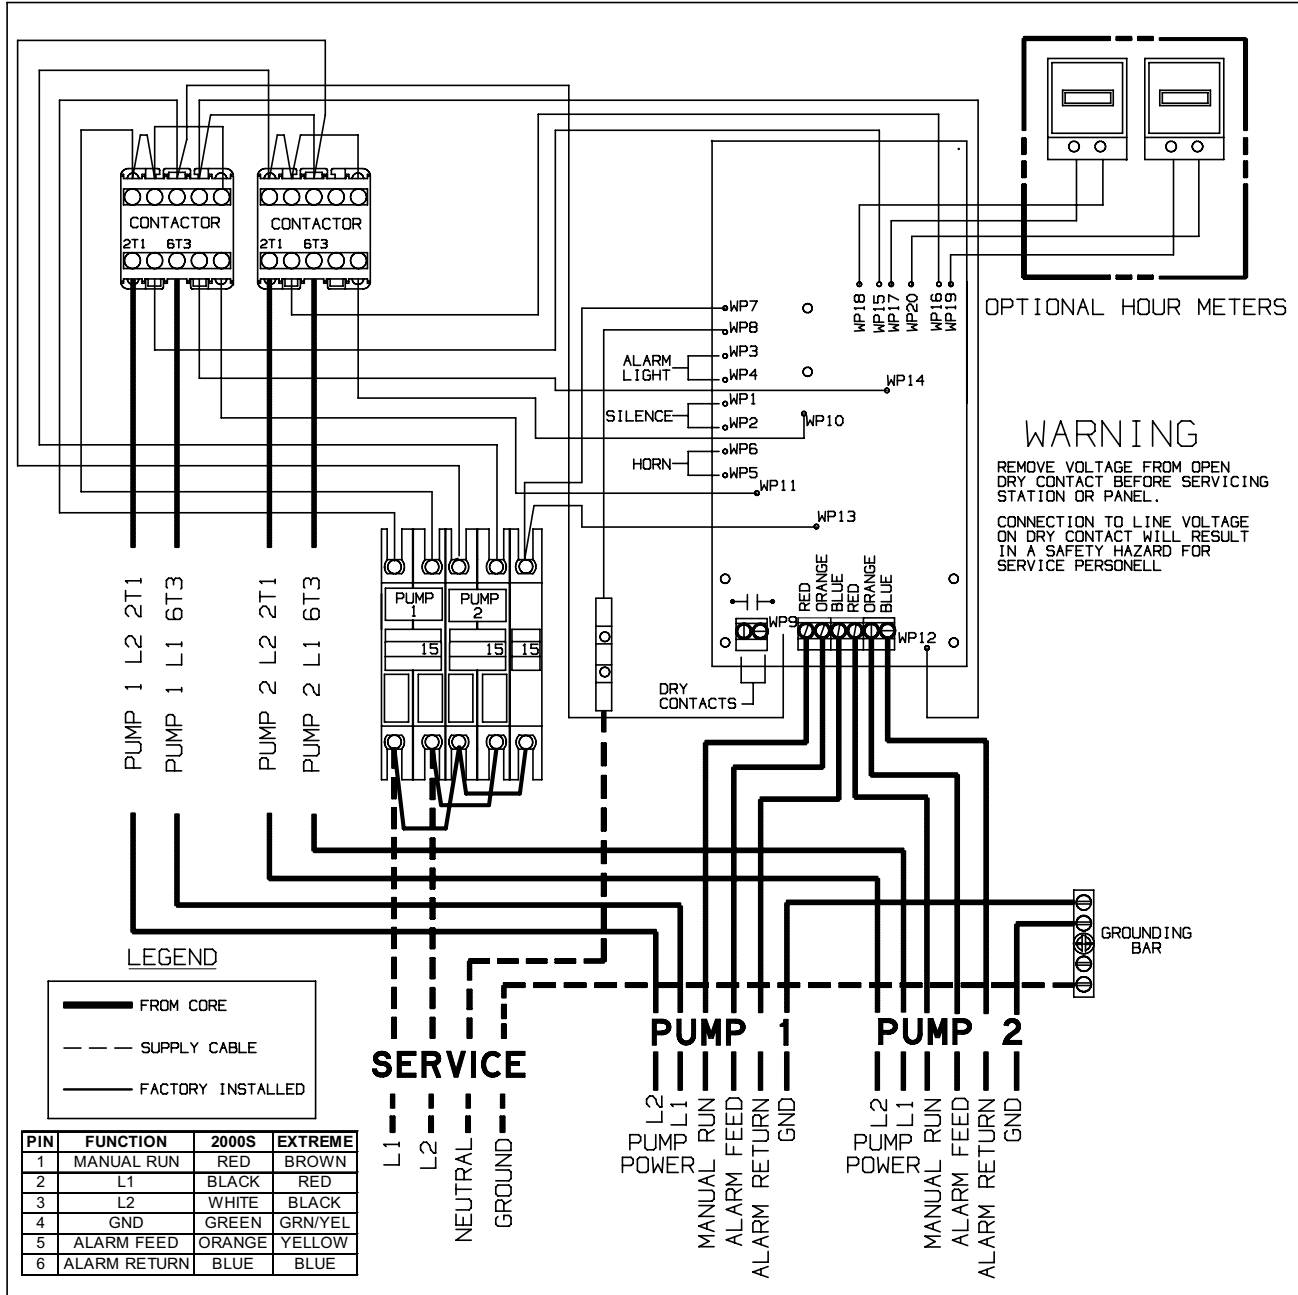 CONTACTOR
2T1 6T3
CONTACTOR
2T1 6T3
OPTIONAL HOUR METERS
WP18
WP15
WP17
WP20
WP16
WP19
WP7
WP8
WP3
WP4
WP1
WP2
WP6
WP5
ALARM
LIGHT
SILENCE
HORN
WP14
WP10
WP11
WP13
WARNING
REMOVE VOLTAGE FROM OPEN
DRY CONTACT BEFORE SERVICING
STATION OR PANEL.
CONNECTION TO LINE VOLTAGE
ON DRY CONTACT WILL RESULT
IN A SAFETY HAZARD FOR
SERVICE PERSONELL
RED
ORANGE
BLUE
RED
ORANGE
BLUE
WP9
WP12
DRY
CONTACTS
PUMP
1
PUMP
2
15
15
15
PUMP 1 L2 2T1
PUMP 1 L1 6T3
PUMP 2 L2 2T1
PUMP 2 L1 6T3
GROUNDING
BAR
LEGEND
FROM CORE
SUPPLY CABLE
FACTORY INSTALLED
SERVICE
L1
L2
NEUTRAL
GROUND
PUMP 1
L2
L1
PUMP
POWER
MANUAL RUN
ALARM FEED
ALARM RETURN
GND
PUMP 2
L2
L1
PUMP
POWER
MANUAL RUN
ALARM FEED
ALARM RETURN
GND
PIN FUNCTION 2000S EXTREME
1 MANUAL RUN RED BROWN
2 L1 BLACK RED
3 L2 WHITE BLACK
4 GND GREEN GRN/YEL
5 ALARM FEED ORANGE YELLOW
6 ALARM RETURN BLUE BLUE